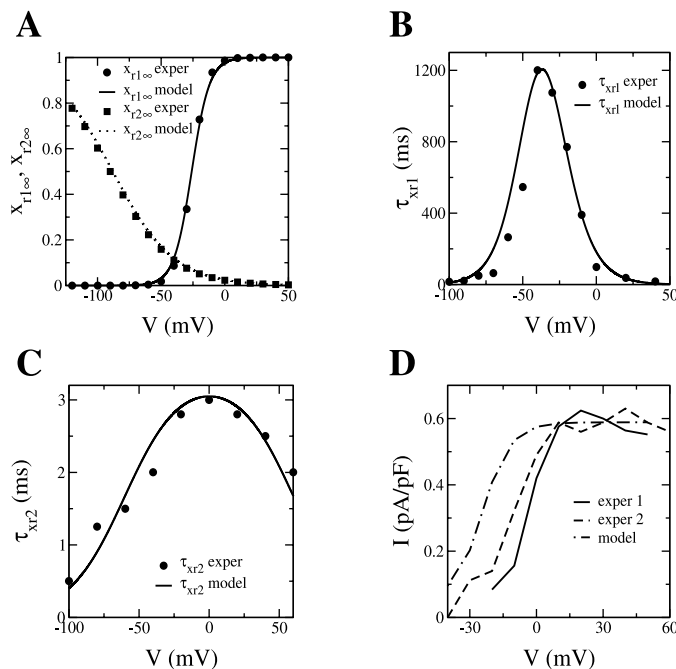 A
x_r1∞, x_r2∞
x_r1∞ exper
x_r1∞ model
x_r2∞ exper
x_r2∞ model
1
0.8
0.6
0.4
0.2
0
-100 -50 0 50
V (mV)
B
τ_xr1 (ms)
τ_xr1 exper
τ_xr1 model
1200
800
400
0
-100 -50 0 50
V (mV)
C
τ_xr2 (ms)
3
2
1
0
τ_xr2 exper
τ_xr2 model
-100 -50 0 50
V (mV)
D
I (pA/pF)
0.6
0.4
0.2
0
exper 1
exper 2
model
-30 0 30 60
V (mV)